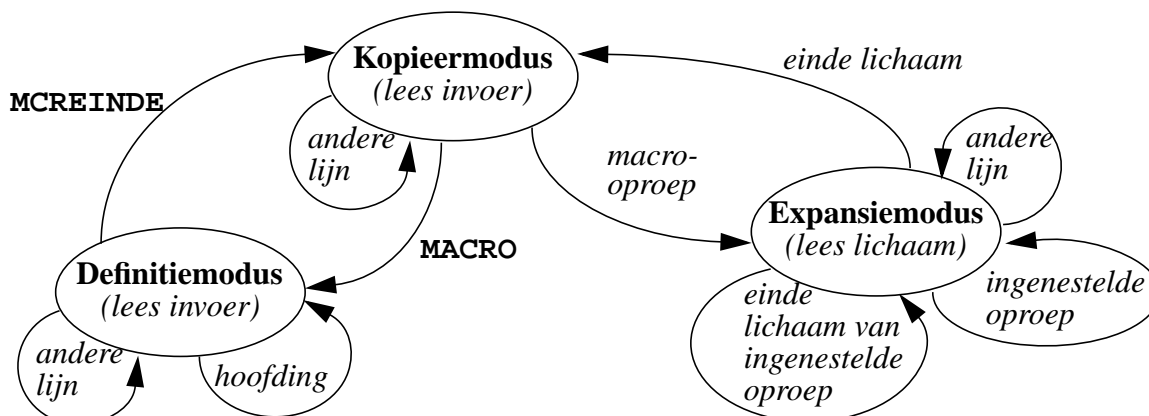 Kopieermodus
(lees invoer)
einde lichaam
MCREINDE
andere
lijn
macro-
oproep
andere
lijn
Expansiemodus
(lees lichaam)
MACRO
Definitiemodus
(lees invoer)
ingenestelde
oproep
einde
lichaam van
ingenestelde
oproep
andere
lijn
hoofding